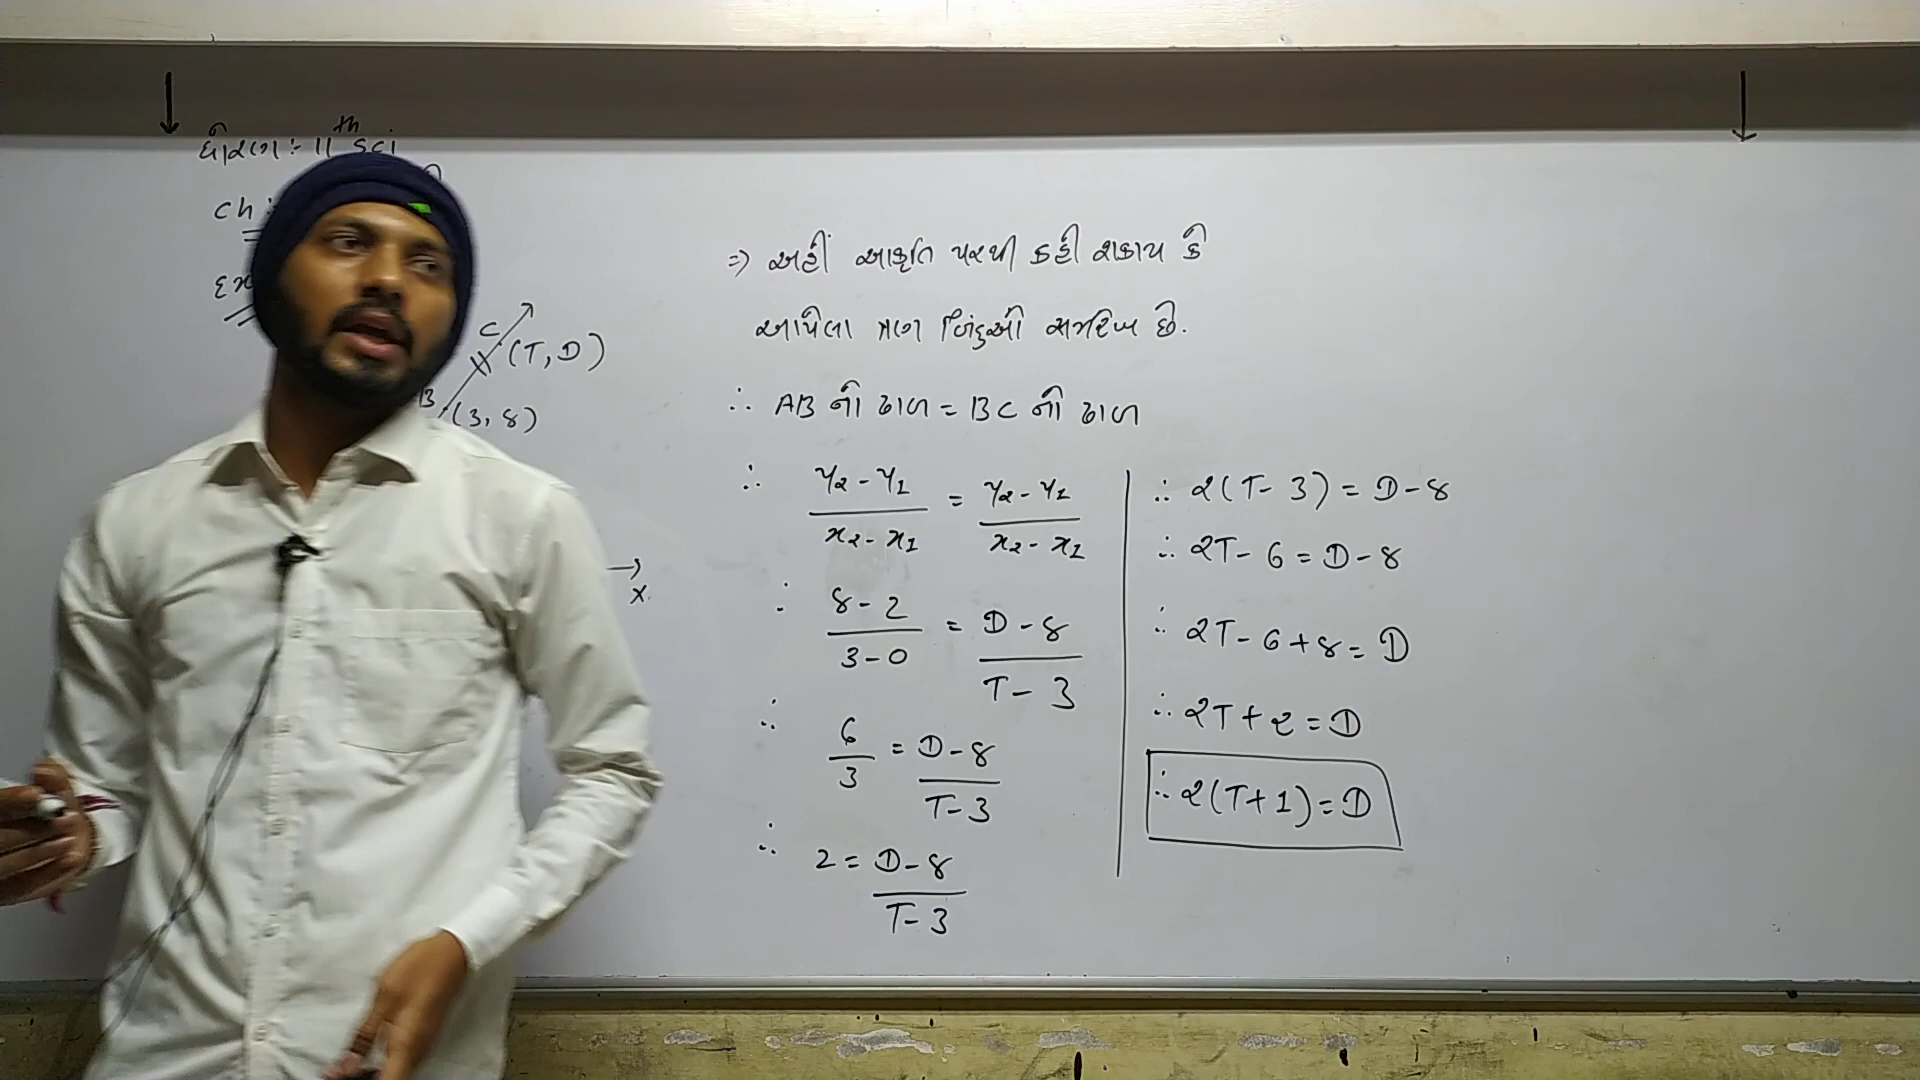 ધોરણ :- 11th sci
ch :
Ex
C
(T, D)
B
(3, 8)
x
⇒ અહીં આકૃતિ પરથી કહી શકાય કે
આપેલા ત્રણ બિંદુઓ સમરેખ છે.
∴ AB નો ઢાળ = BC નો ઢાળ
∴ (y₂ - y₁)/(x₂ - x₁) = (y₂ - y₁)/(x₂ - x₁)
∴ (8 - 2)/(3 - 0) = (D - 8)/(T - 3)
∴ 6/3 = (D - 8)/(T - 3)
∴ 2 = (D - 8)/(T - 3)
∴ 2(T - 3) = D - 8
∴ 2T - 6 = D - 8
∴ 2T - 6 + 8 = D
∴ 2T + 2 = D
∴ 2(T + 1) = D